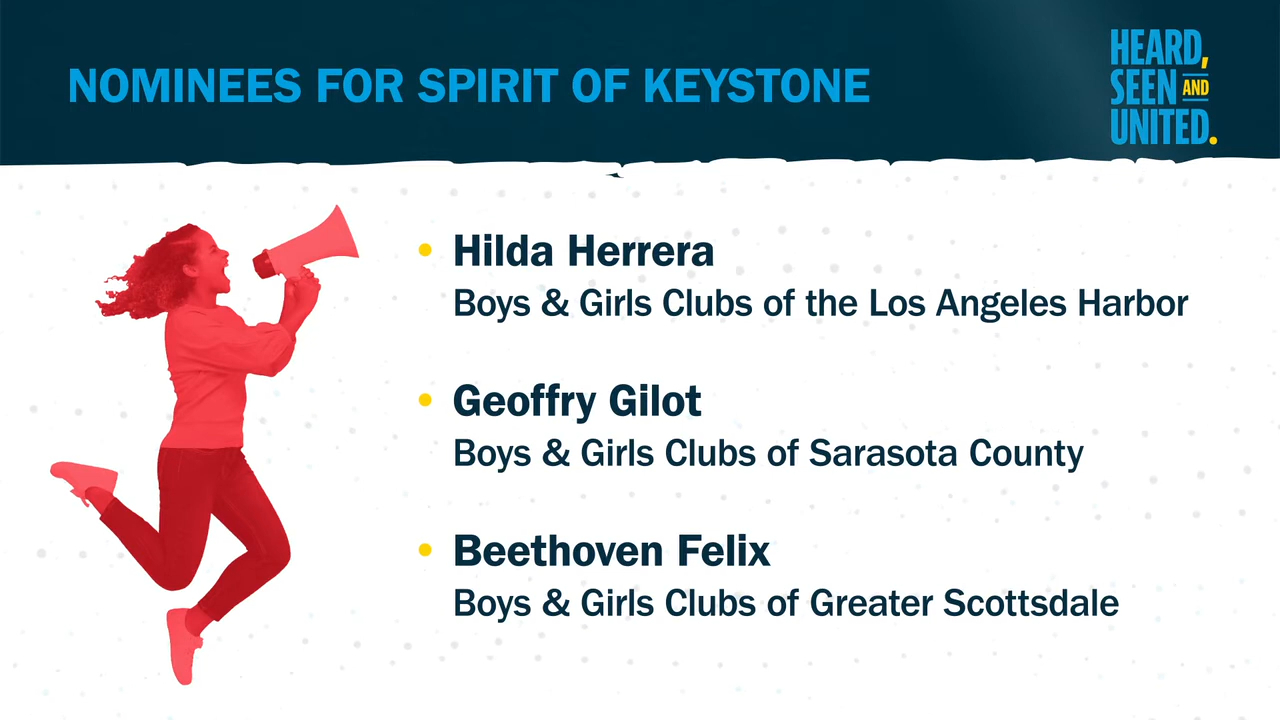 NOMINEES FOR SPIRIT OF KEYSTONE
HEARD,
SEEN AND
UNITED.
Hilda Herrera
Boys & Girls Clubs of the Los Angeles Harbor
Geoffry Gilot
Boys & Girls Clubs of Sarasota County
Beethoven Felix
Boys & Girls Clubs of Greater Scottsdale